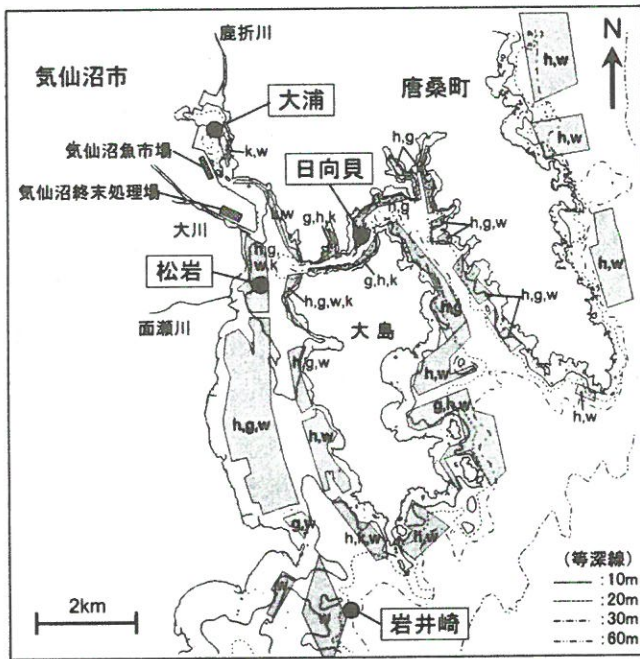 鹿折川
N
気仙沼市
唐桑町
大浦
h,w
k,w
h,g
h,w
気仙沼魚市場
日向貝
気仙沼終末処理場
g,h,k
h,g
h,g,w
大川
h,w
松岩
g,h,k
h,g,w,k
h,g,w
面瀬川
大島
h,g
h,g,w
h,w
h,w
h,g,w
h,w
g,h,w
g,w
h,k,w
h,w
(等深線)
:10m
:20m
:30m
:60m
2km
岩井崎